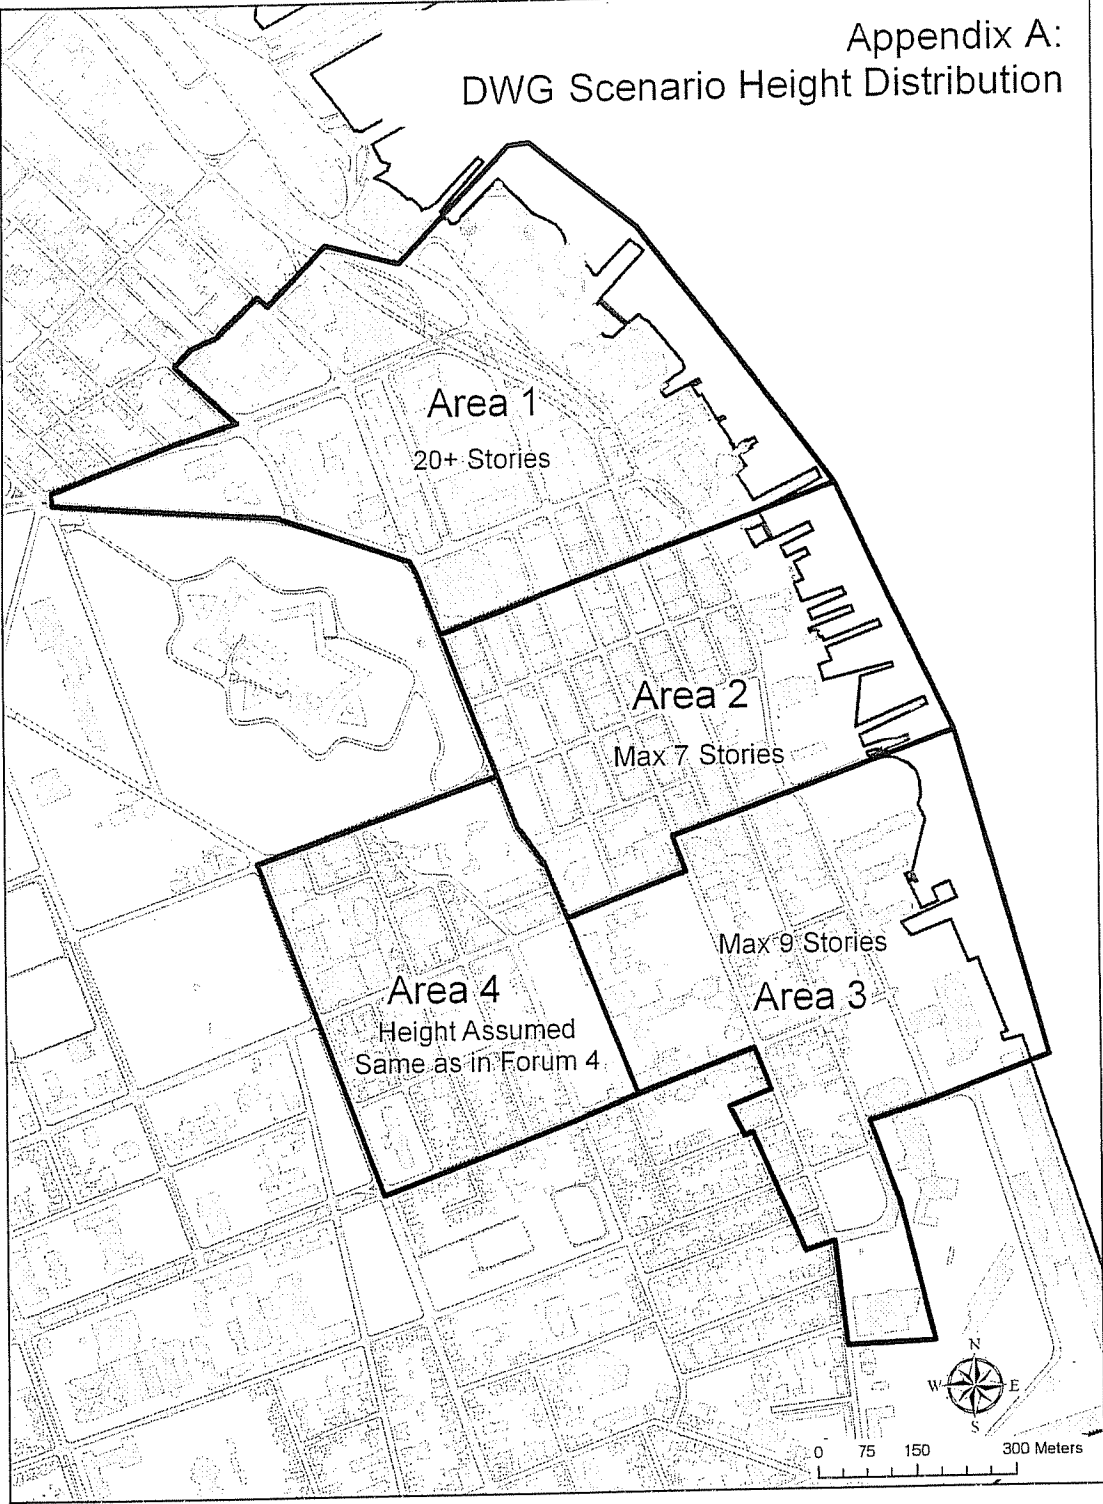 Appendix A:
DWG Scenario Height Distribution
Area 1
20+ Stories
Area 2
Max 7 Stories
Max 9 Stories
Area 3
Area 4
Height Assumed
Same as in Forum 4
N
W E
S
0 75 150 300 Meters